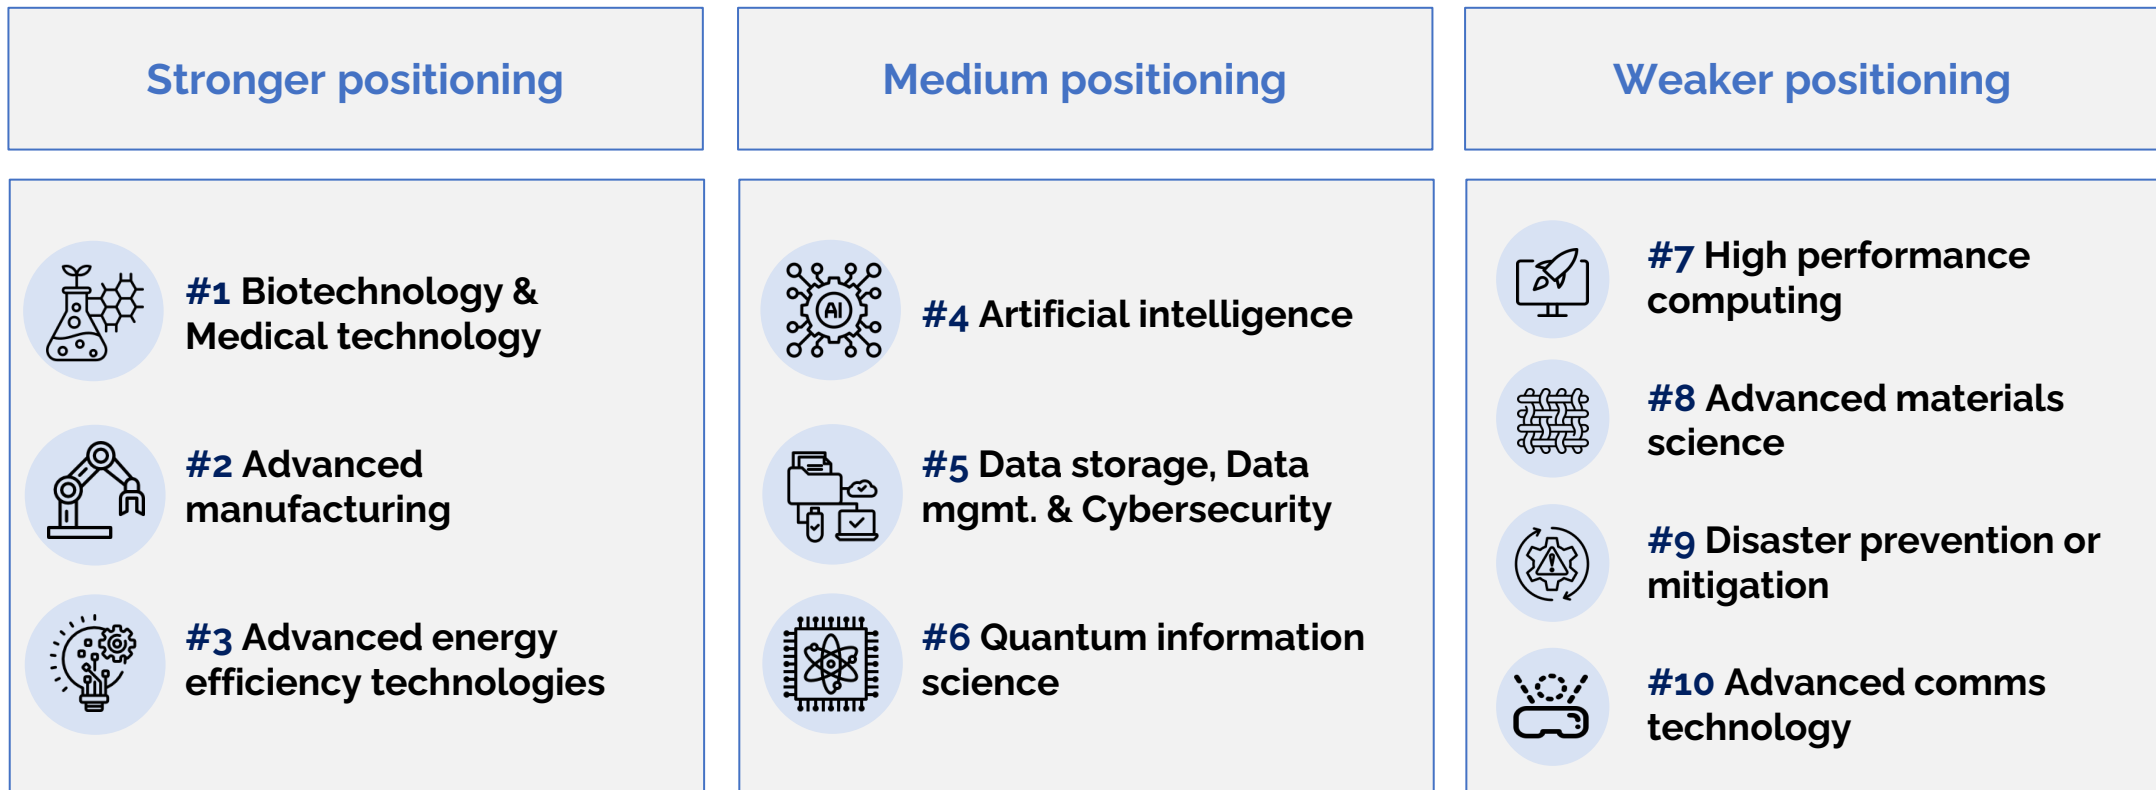 Stronger positioning
#1 Biotechnology &
Medical technology
#2 Advanced
manufacturing
#3 Advanced energy
efficiency technologies
Medium positioning
AI
#4 Artificial intelligence
#5 Data storage, Data
mgmt. & Cybersecurity
#6 Quantum information
science
Weaker positioning
#7 High performance
computing
#8 Advanced materials
science
#9 Disaster prevention or
mitigation
#10 Advanced comms
technology